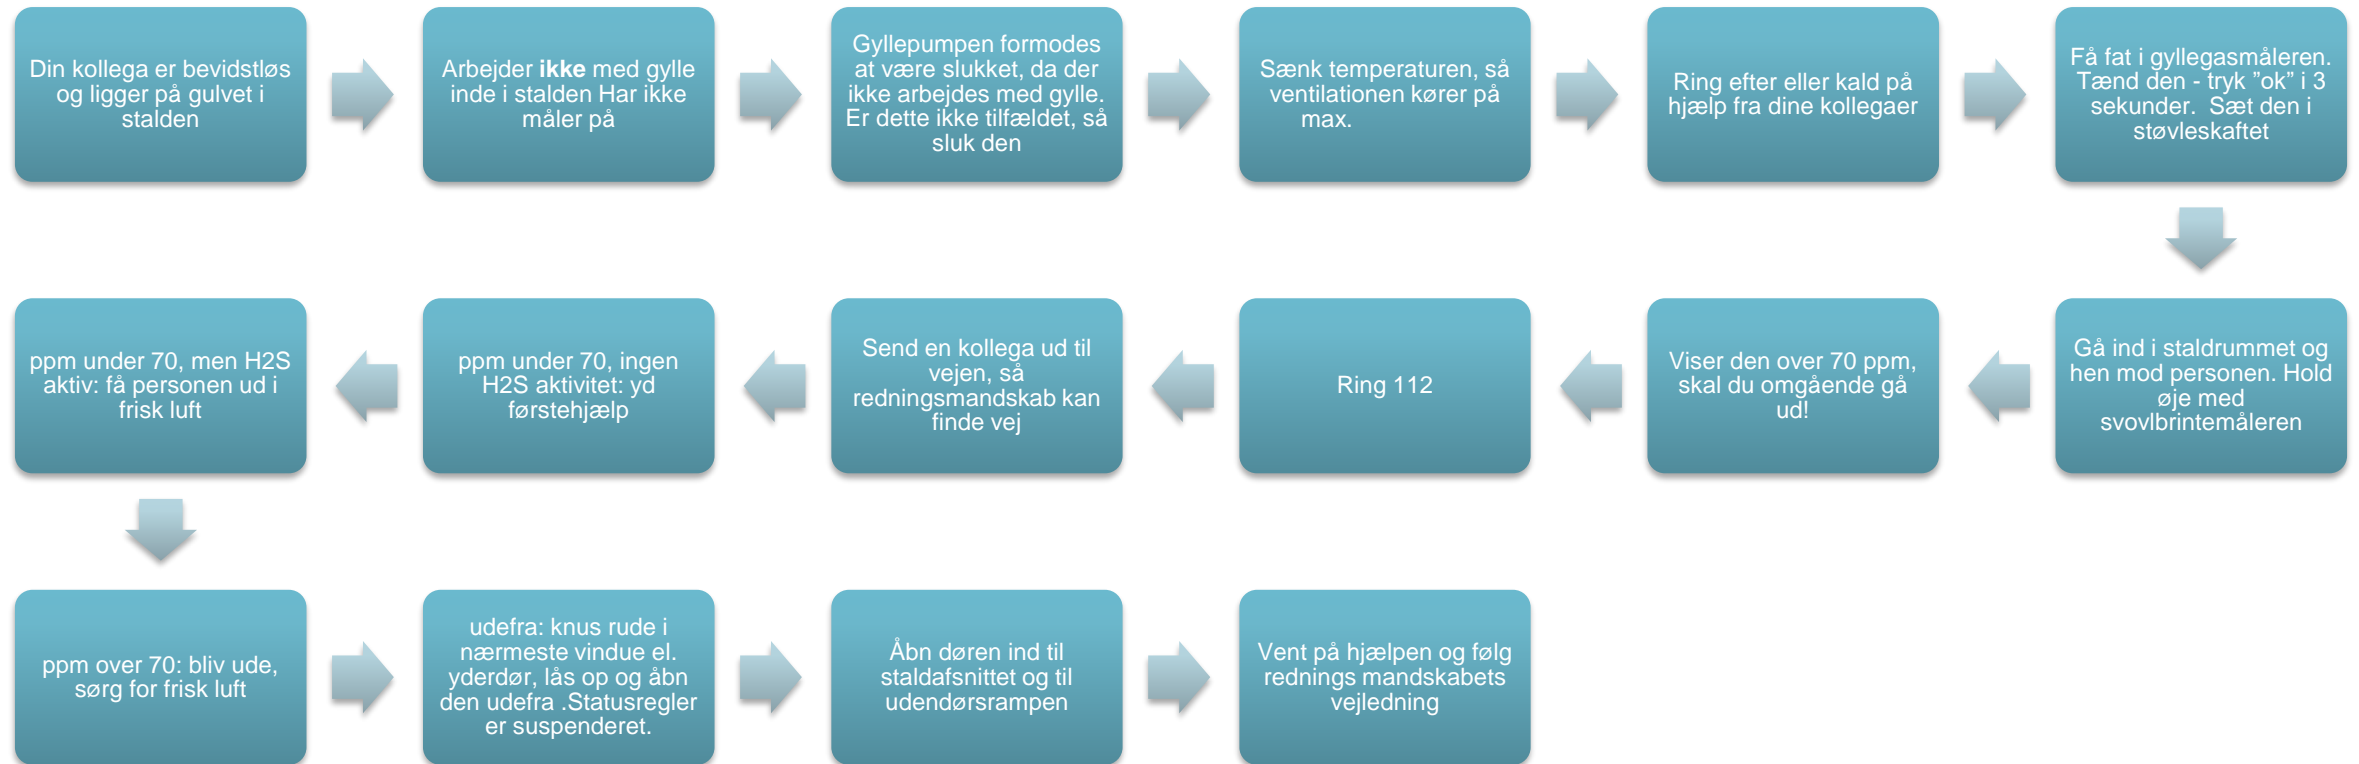 Din kollega er bevidstløs
og ligger på gulvet i
stalden
Arbejder ikke med gylle
inde i stalden Har ikke
måler på
Gyllepumpen formodes
at være slukket, da der
ikke arbejdes med gylle.
Er dette ikke tilfældet, så
sluk den
Sænk temperaturen, så
ventilationen kører på
max.
Ring efter eller kald på
hjælp fra dine kollegaer
Få fat i gyllegasmåleren.
Tænd den - tryk ”ok” i 3
sekunder.  Sæt den i
støvleskaftet
Gå ind i staldrummet og
hen mod personen. Hold
øje med
svovlbrintemåleren
Viser den over 70 ppm,
skal du omgående gå
ud!
Ring 112
Send en kollega ud til
vejen, så
redningsmandskab kan
finde vej
ppm under 70, ingen
H2S aktivitet: yd
førstehjælp
ppm under 70, men H2S
aktiv: få personen ud i
frisk luft
ppm over 70: bliv ude,
sørg for frisk luft
udefra: knus rude i
nærmeste vindue el.
yderdør, lås op og åbn
den udefra .Statusregler
er suspenderet.
Åbn døren ind til
staldafsnittet og til
udendørsrampen
Vent på hjælpen og følg
rednings mandskabets
vejledning